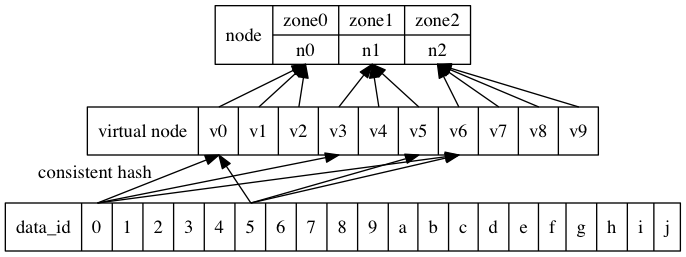 node zone0 zone1 zone2
n0 n1 n2
virtual node v0 v1 v2 v3 v4 v5 v6 v7 v8 v9
consistent hash
data_id 0 1 2 3 4 5 6 7 8 9 a b c d e f g h i j